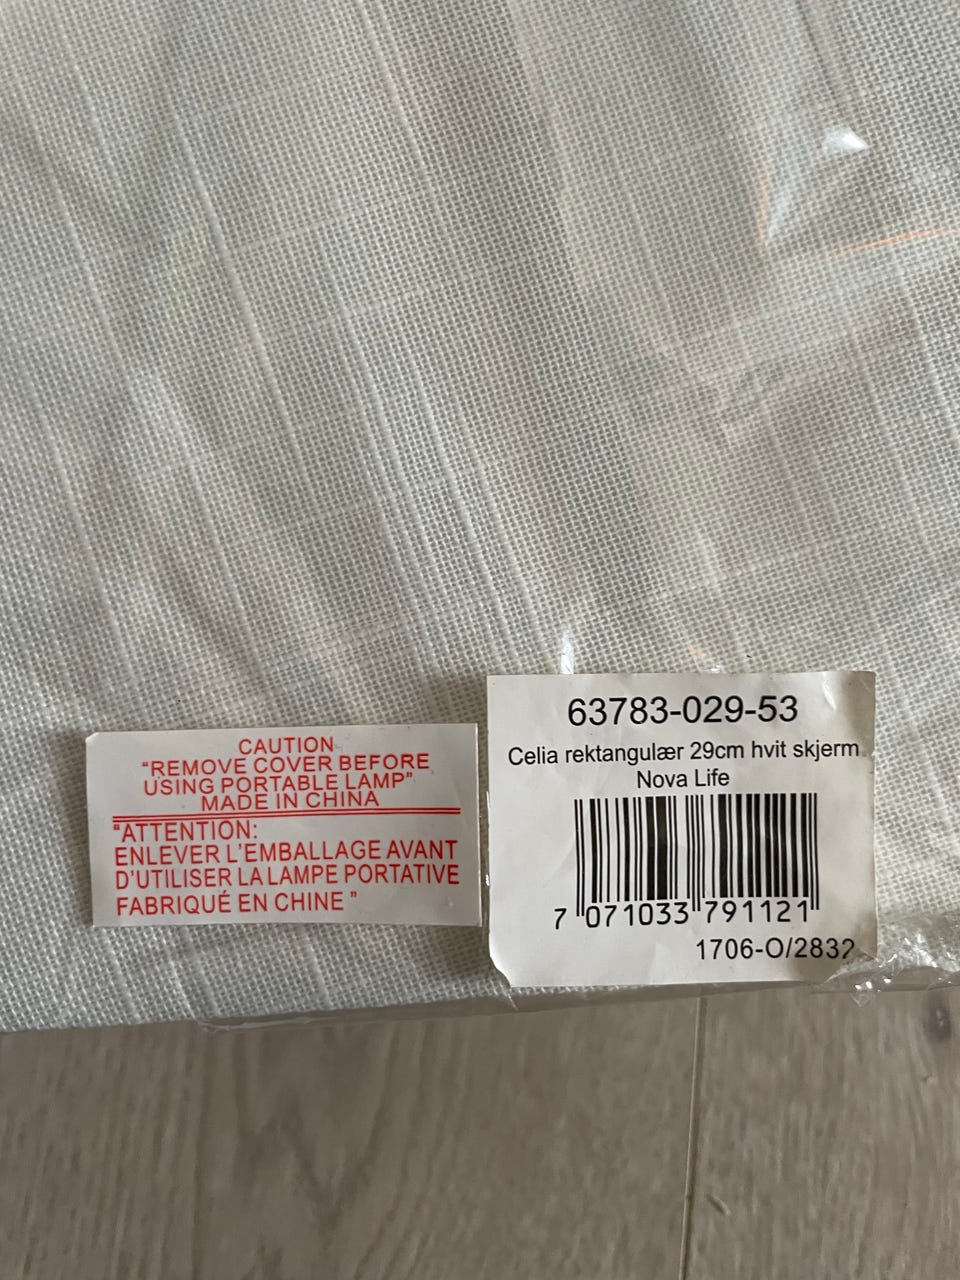 CAUTION
“REMOVE COVER BEFORE
USING PORTABLE LAMP”
MADE IN CHINA
“ATTENTION:
ENLEVER L’EMBALLAGE AVANT
D’UTILISER LA LAMPE PORTATIVE
FABRIQUÉ EN CHINE ”
63783-029-53
Celia rektangulær 29cm hvit skjerm
Nova Life
7 071033 791121
1706-O/2832